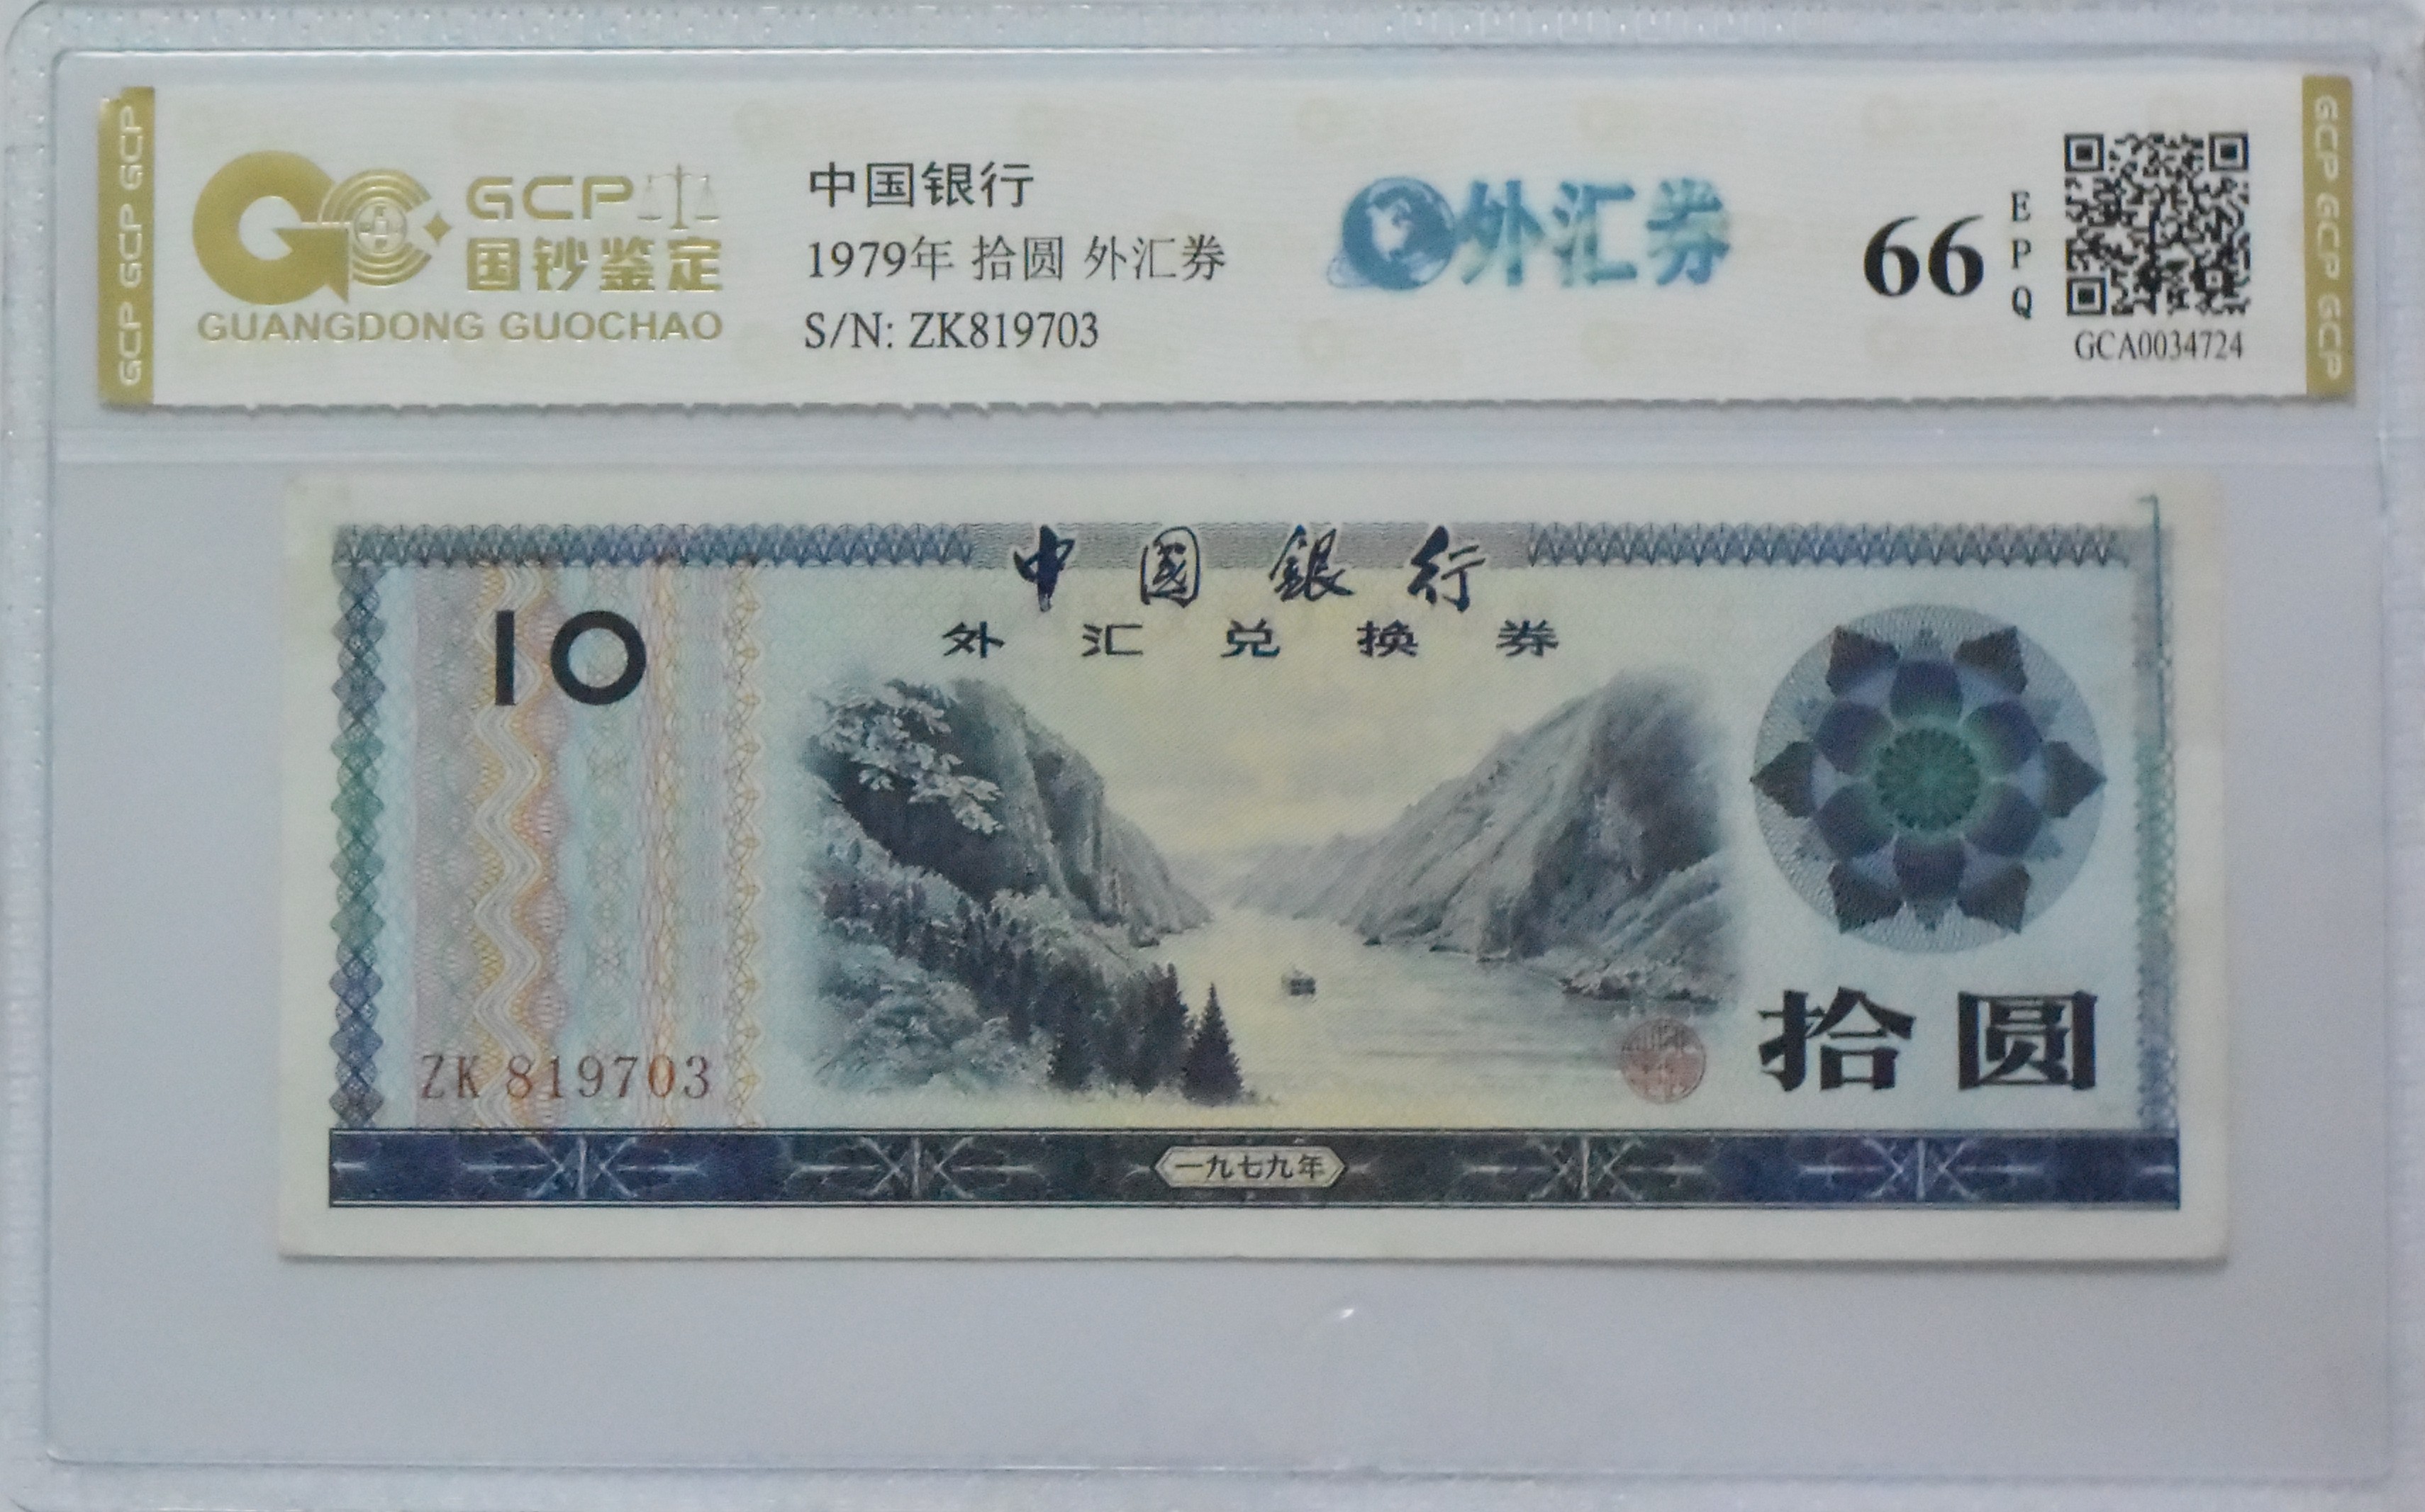 GCP GCP GCP
GCP
国钞鉴定
GUANGDONG GUOCHAO
中国银行
1979年 拾圆 外汇券
S/N: ZK819703
外汇券
66
EPQ
GCA0034724
GCP GCP GCP
中國銀行
外汇兑换券
10
ZK 819703
拾圆
一九七九年